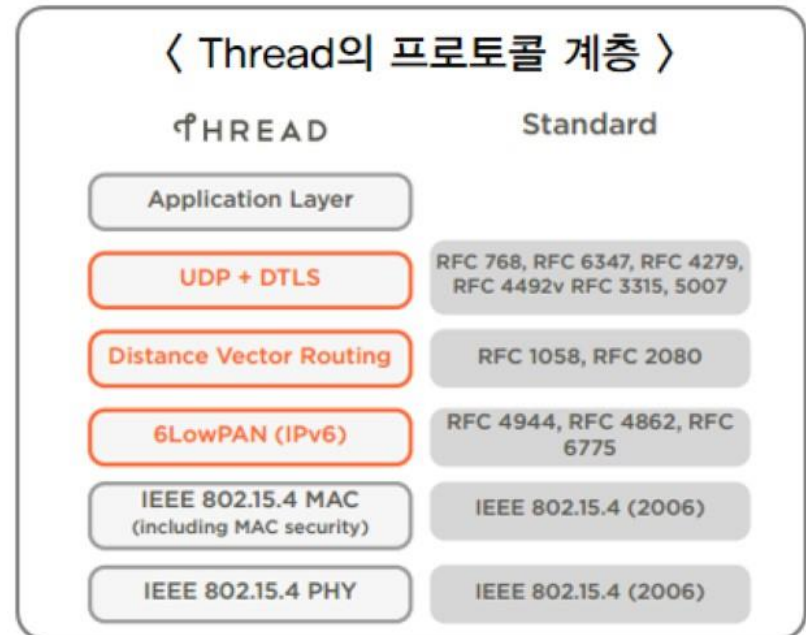 〈 Thread의 프로토콜 계층 〉
THREAD
Standard
Application Layer
UDP + DTLS
RFC 768, RFC 6347, RFC 4279,
RFC 4492v RFC 3315, 5007
Distance Vector Routing
RFC 1058, RFC 2080
6LowPAN (IPv6)
RFC 4944, RFC 4862, RFC
6775
IEEE 802.15.4 MAC
(including MAC security)
IEEE 802.15.4 (2006)
IEEE 802.15.4 PHY
IEEE 802.15.4 (2006)